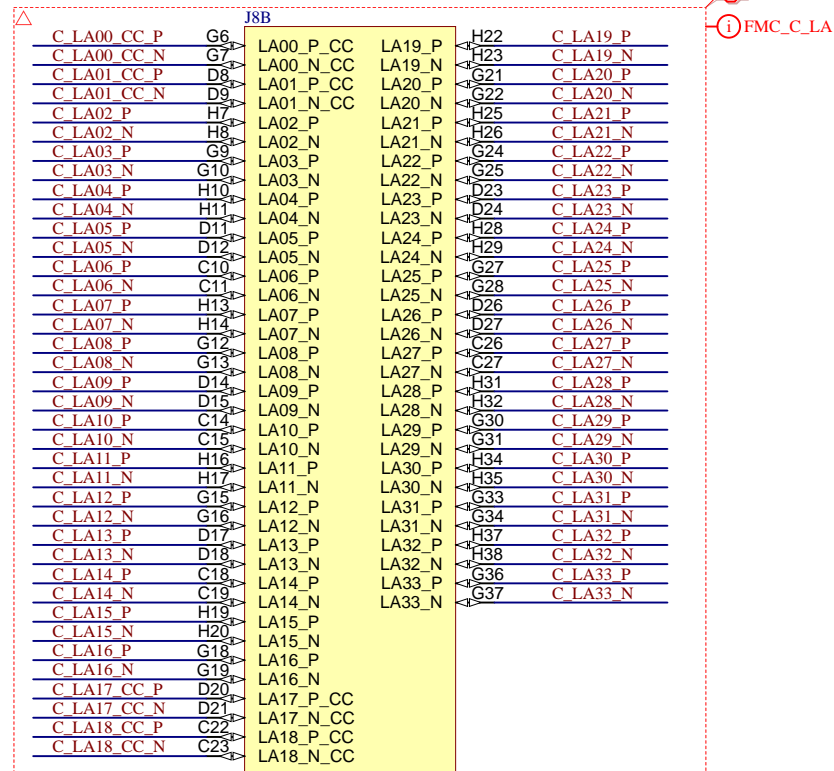 J8B
FMC_C_LA
C_LA00_CC_P G6 LA00_P_CC LA19_P H22 C_LA19_P
C_LA00_CC_N G7 LA00_N_CC LA19_N H23 C_LA19_N
C_LA01_CC_P D8 LA01_P_CC LA20_P G21 C_LA20_P
C_LA01_CC_N D9 LA01_N_CC LA20_N G22 C_LA20_N
C_LA02_P H7 LA02_P LA21_P H25 C_LA21_P
C_LA02_N H8 LA02_N LA21_N H26 C_LA21_N
C_LA03_P G9 LA03_P LA22_P G24 C_LA22_P
C_LA03_N G10 LA03_N LA22_N G25 C_LA22_N
C_LA04_P H10 LA04_P LA23_P D23 C_LA23_P
C_LA04_N H11 LA04_N LA23_N D24 C_LA23_N
C_LA05_P D11 LA05_P LA24_P H28 C_LA24_P
C_LA05_N D12 LA05_N LA24_N H29 C_LA24_N
C_LA06_P C10 LA06_P LA25_P G27 C_LA25_P
C_LA06_N C11 LA06_N LA25_N G28 C_LA25_N
C_LA07_P H13 LA07_P LA26_P D26 C_LA26_P
C_LA07_N H14 LA07_N LA26_N D27 C_LA26_N
C_LA08_P G12 LA08_P LA27_P C26 C_LA27_P
C_LA08_N G13 LA08_N LA27_N C27 C_LA27_N
C_LA09_P D14 LA09_P LA28_P H31 C_LA28_P
C_LA09_N D15 LA09_N LA28_N H32 C_LA28_N
C_LA10_P C14 LA10_P LA29_P G30 C_LA29_P
C_LA10_N C15 LA10_N LA29_N G31 C_LA29_N
C_LA11_P H16 LA11_P LA30_P H34 C_LA30_P
C_LA11_N H17 LA11_N LA30_N H35 C_LA30_N
C_LA12_P G15 LA12_P LA31_P G33 C_LA31_P
C_LA12_N G16 LA12_N LA31_N G34 C_LA31_N
C_LA13_P D17 LA13_P LA32_P H37 C_LA32_P
C_LA13_N D18 LA13_N LA32_N H38 C_LA32_N
C_LA14_P C18 LA14_P LA33_P G36 C_LA33_P
C_LA14_N C19 LA14_N LA33_N G37 C_LA33_N
C_LA15_P H19 LA15_P
C_LA15_N H20 LA15_N
C_LA16_P G18 LA16_P
C_LA16_N G19 LA16_N
C_LA17_CC_P D20 LA17_P_CC
C_LA17_CC_N D21 LA17_N_CC
C_LA18_CC_P C22 LA18_P_CC
C_LA18_CC_N C23 LA18_N_CC